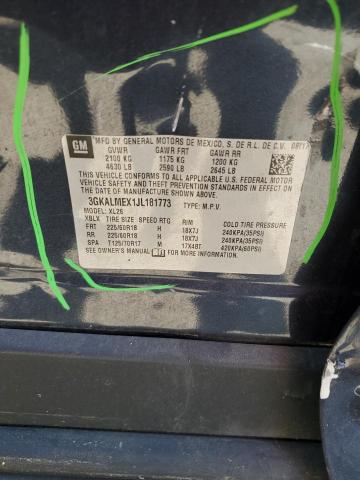 GM
MFD BY GENERAL MOTORS DE MEXICO, S. DE R.L. DE C.V. 08/17
GVWR GAWR FRT GAWR RR
2100 KG 1175 KG 1200 KG
4630 LB 2590 LB 2645 LB
THIS VEHICLE CONFORMS TO ALL APPLICABLE U.S. FEDERAL MOTOR
VEHICLE SAFETY AND THEFT PREVENTION STANDARDS IN EFFECT
ON THE DATE OF MANUFACTURE SHOWN ABOVE.
3GKALMEX1JL181773 TYPE: M.P.V.
MODEL: XL26
XBLX TIRE SIZE SPEED RTG RIM COLD TIRE PRESSURE
FRT 225/60R18 H 18X7J 240KPA(35PSI)
RR 225/60R18 H 18X7J 240KPA(35PSI)
SPA T125/70R17 M 17X4BT 420KPA(60PSI)
SEE OWNER'S MANUAL FOR MORE INFORMATION.